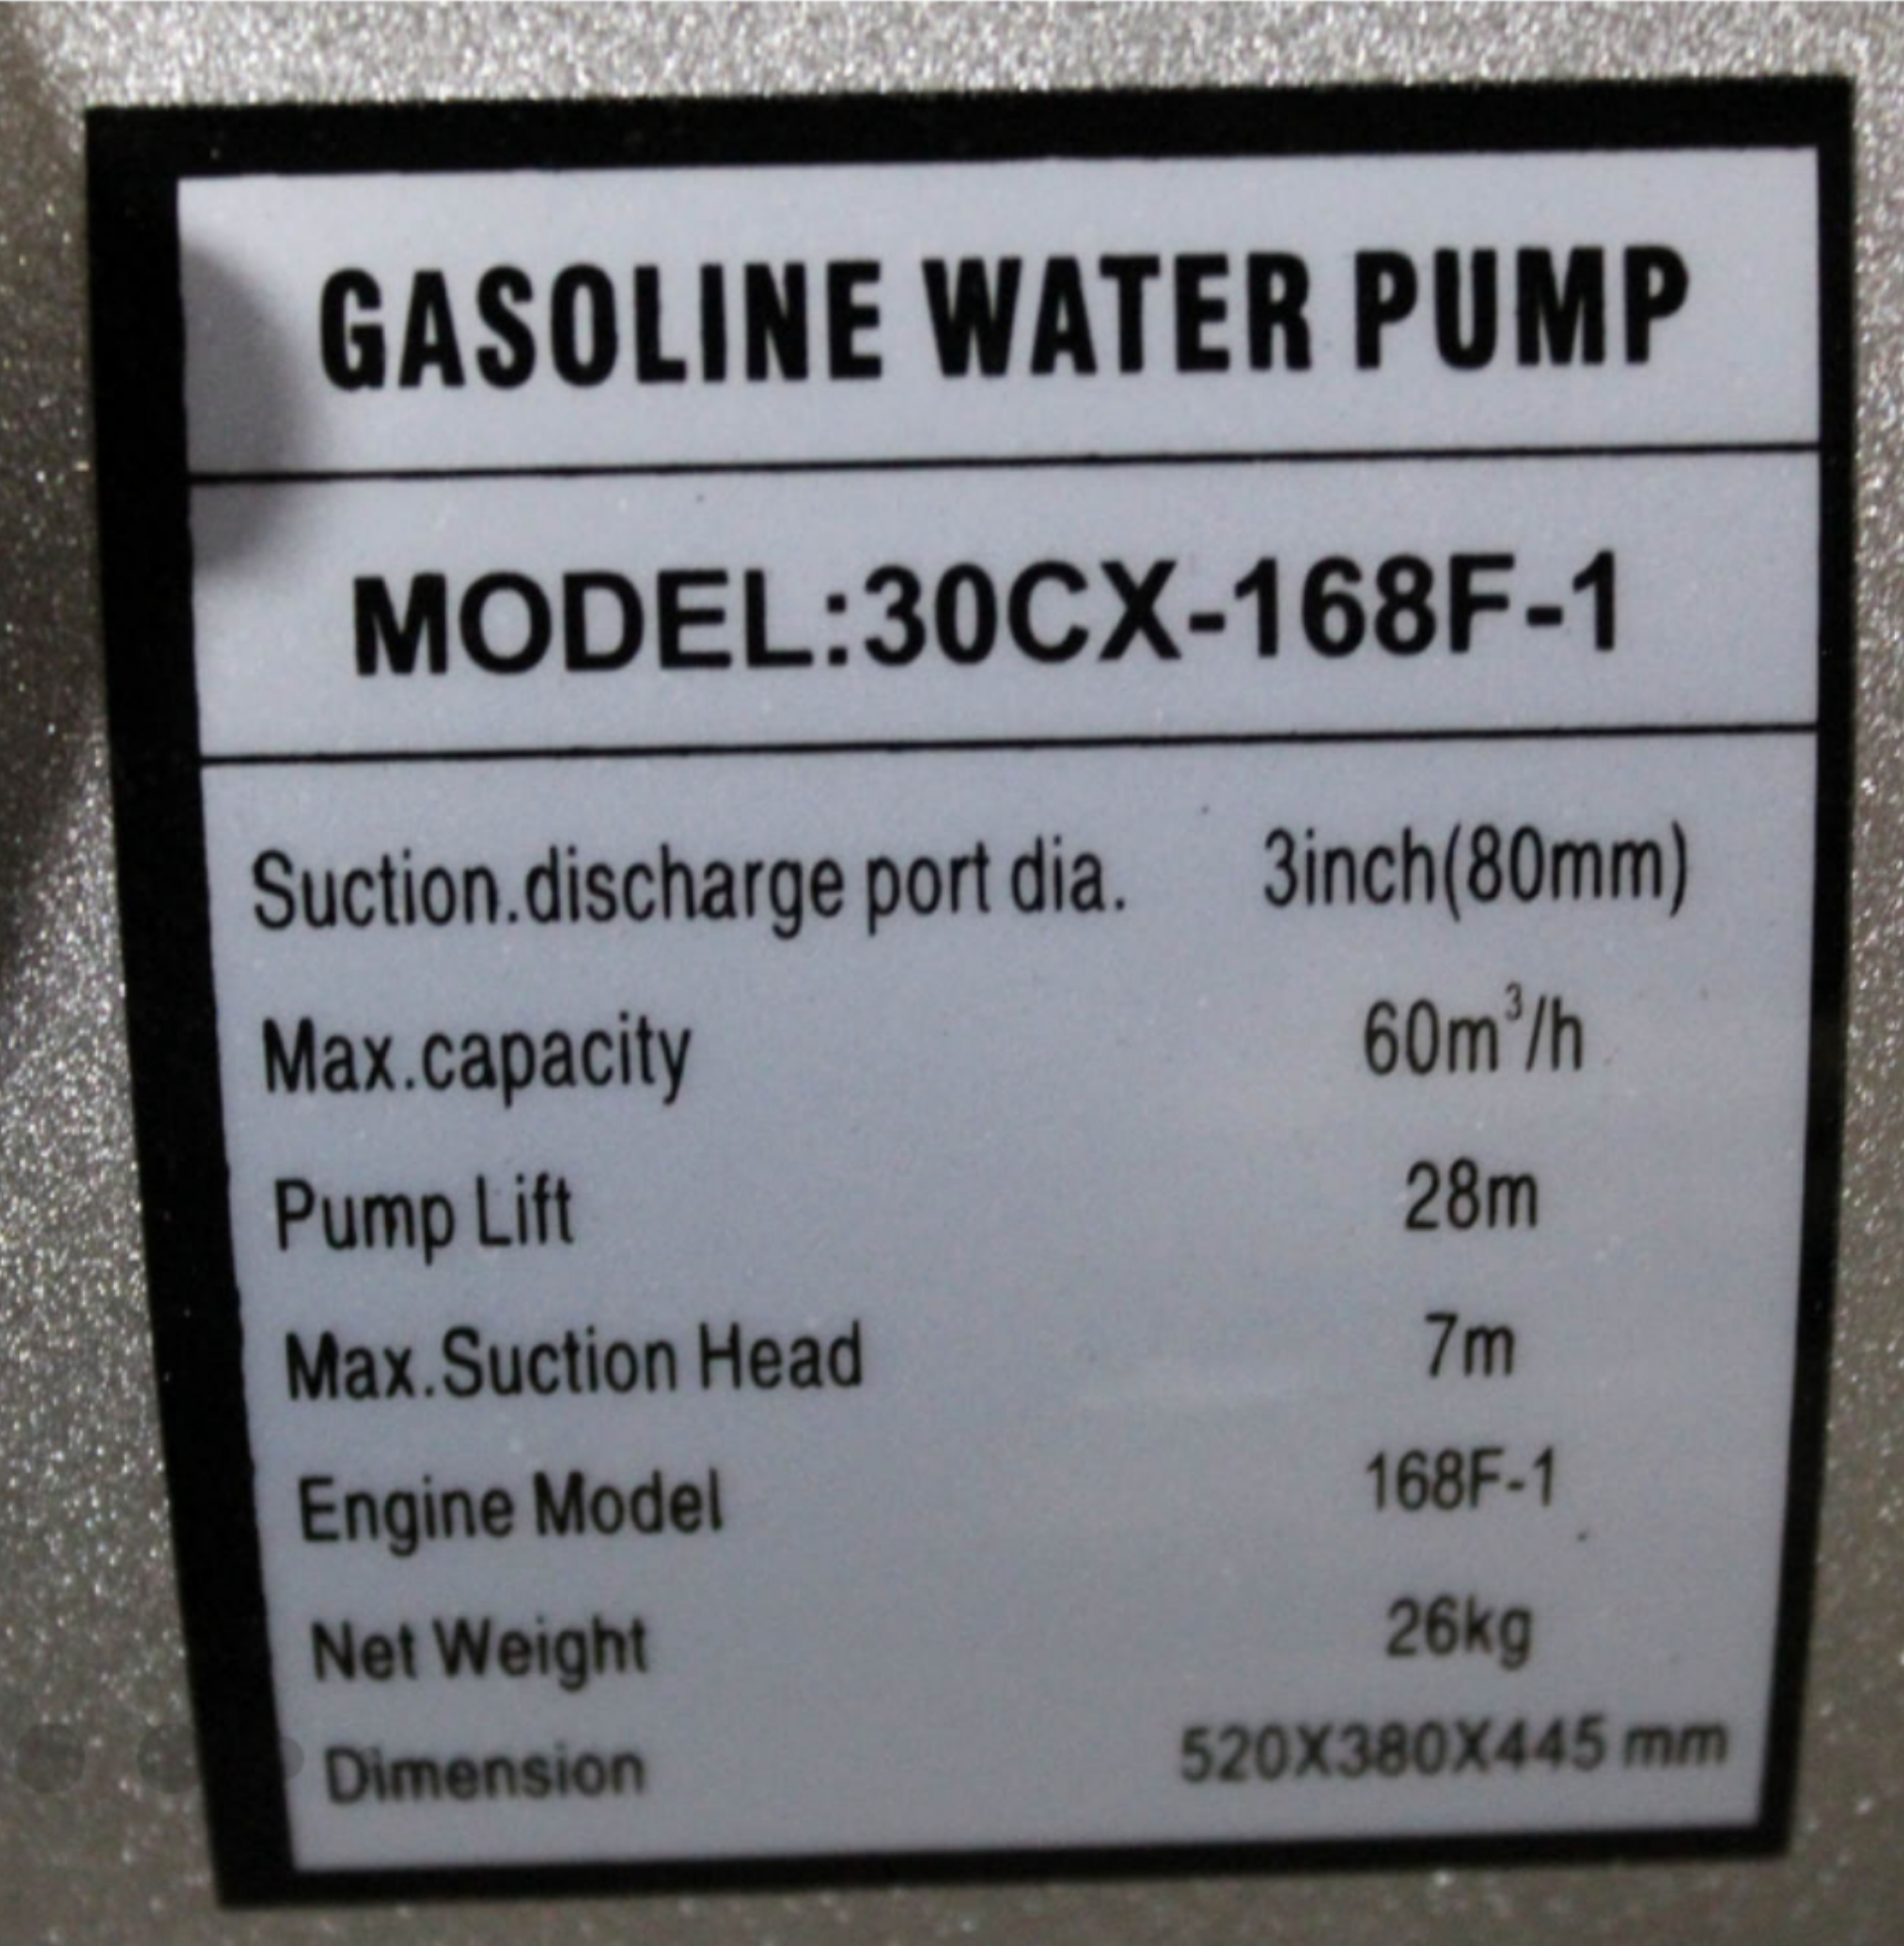 GASOLINE WATER PUMP
MODEL:30CX-168F-1
Suction.discharge port dia. 3inch(80mm)
Max.capacity 60m³/h
Pump Lift 28m
Max.Suction Head 7m
Engine Model 168F-1
Net Weight 26kg
Dimension 520X380X445 mm